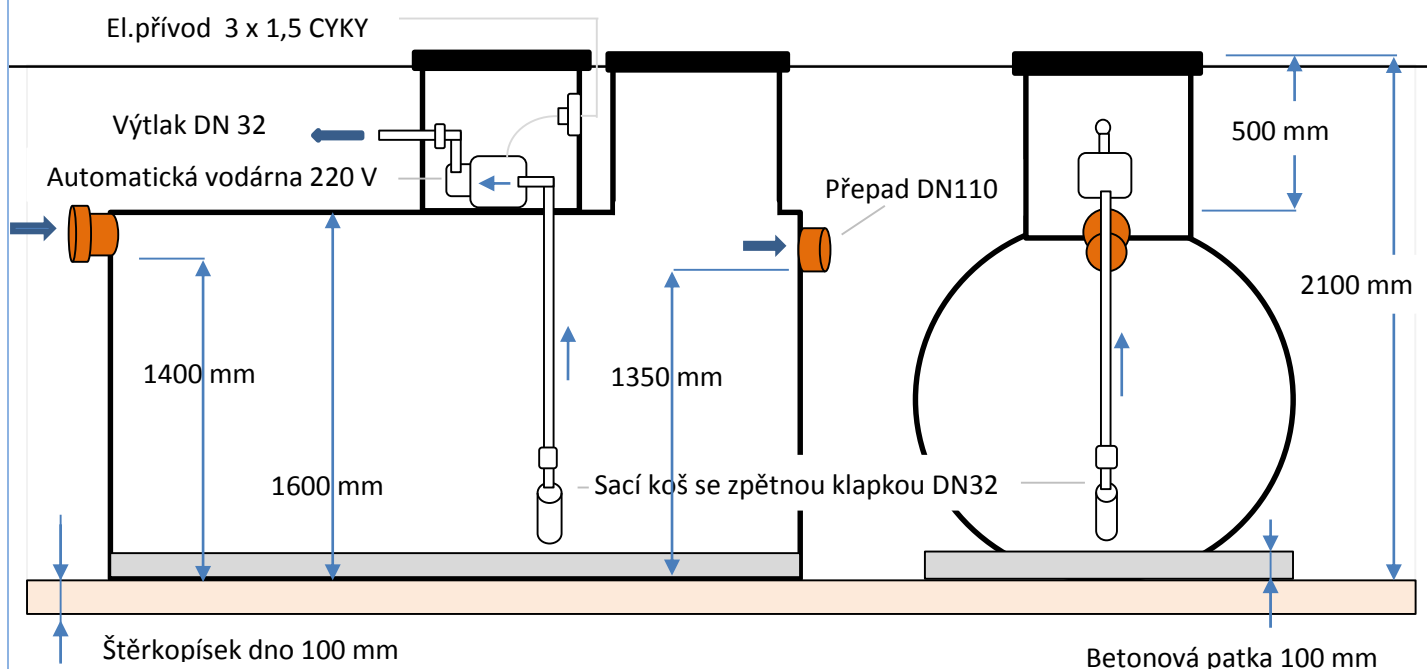 El.přívod 3 x 1,5 CYKY
Výtlak DN 32
500 mm
Automatická vodárna 220 V
Přepad DN110
2100 mm
1400 mm
1350 mm
1600 mm
Sací koš se zpětnou klapkou DN32
Štěrkopísek dno 100 mm
Betonová patka 100 mm